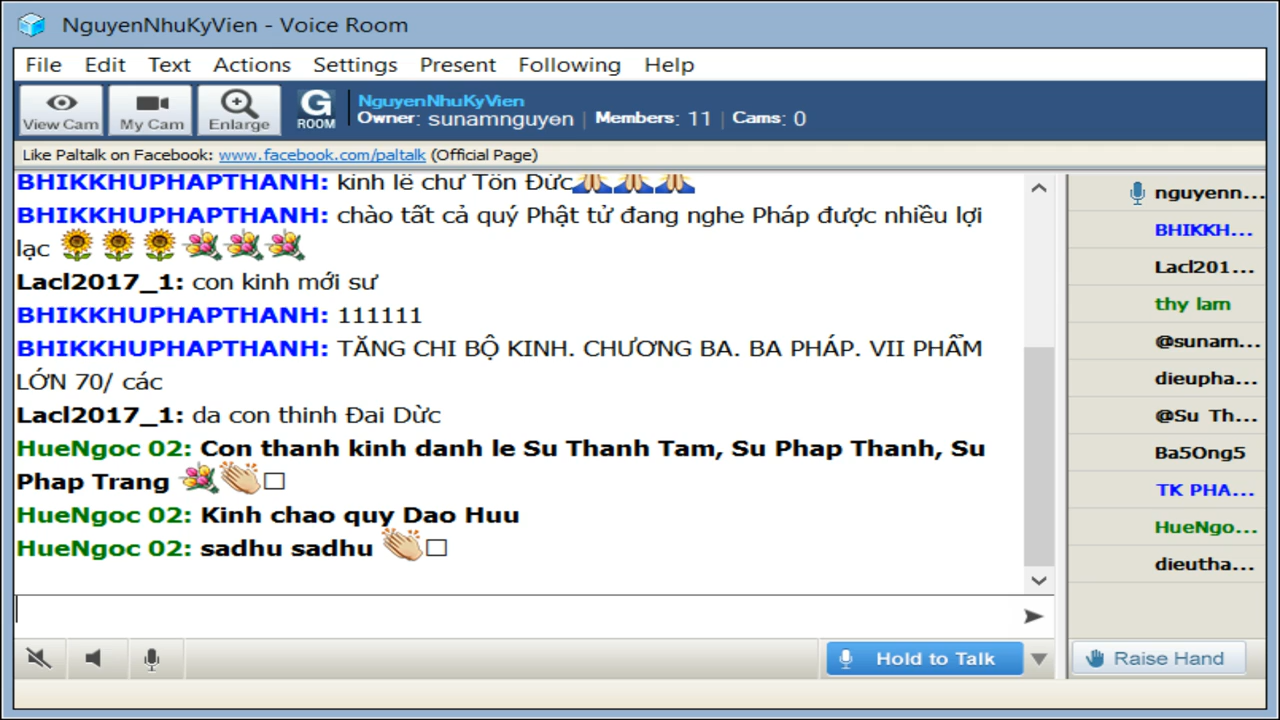 NguyenNhuKyVien - Voice Room
File Edit Text Actions Settings Present Following Help
View Cam My Cam Enlarge G ROOM
NguyenNhuKyVien
Owner: sunamnguyen | Members: 11 | Cams: 0
Like Paltalk on Facebook: www.facebook.com/paltalk (Official Page)
BHIKKHUPHAPTHANH: kinh lê chư Tôn Đức
BHIKKHUPHAPTHANH: chào tất cả quý Phật tử đang nghe Pháp được nhiều lợi
lạc
Lacl2017_1: con kinh mới sư
BHIKKHUPHAPTHANH: 111111
BHIKKHUPHAPTHANH: TĂNG CHI BỘ KINH. CHƯƠNG BA. BA PHÁP. VII PHẨM
LỚN 70/ các
Lacl2017_1: da con thinh Đai Dừc
HueNgoc 02: Con thanh kinh danh le Su Thanh Tam, Su Phap Thanh, Su
Phap Trang
HueNgoc 02: Kinh chao quy Dao Huu
HueNgoc 02: sadhu sadhu
nguyenn...
BHIKKH...
Lacl201...
thy lam
@sunam...
dieupha...
@Su Th...
Ba5Ong5
TK PHA...
HueNgo...
dieutha...
Hold to Talk
Raise Hand